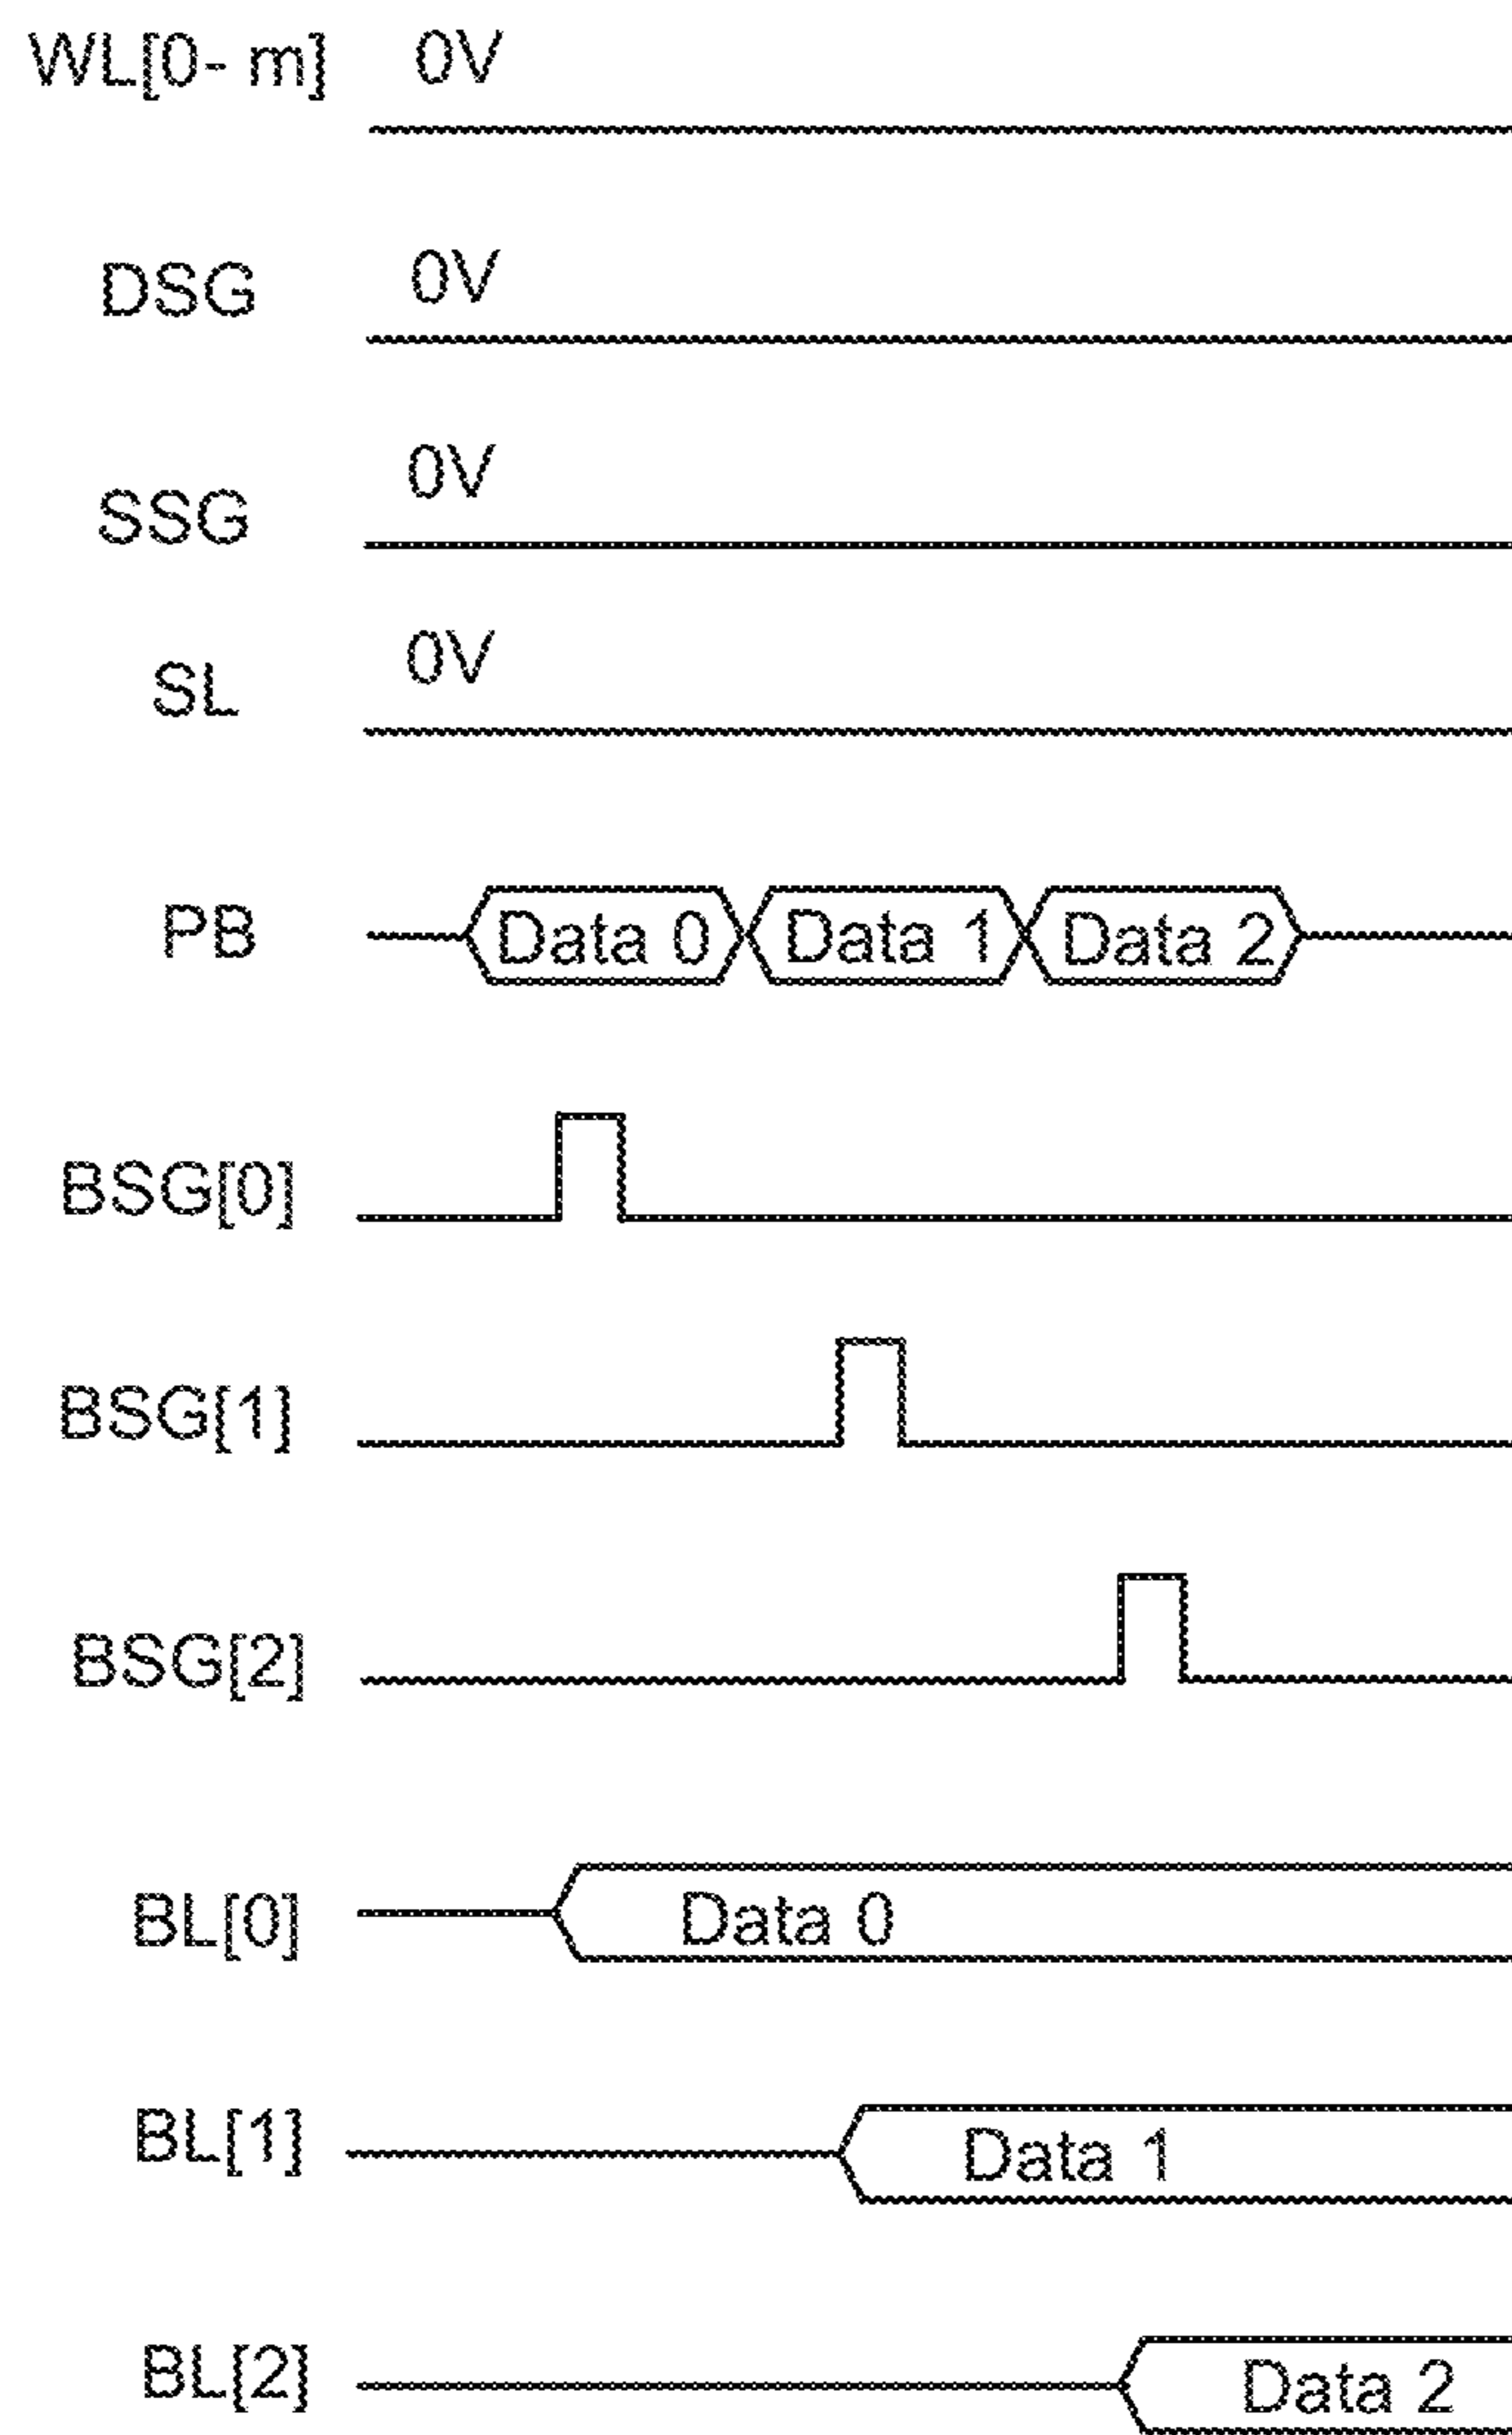 WL[0- m] 0V
DSG 0V
SSG 0V
SL 0V
PB Data 0 Data 1 Data 2
BSG[0]
BSG[1]
BSG[2]
BL[0] Data 0
BL[1] Data 1
BL[2] Data 2